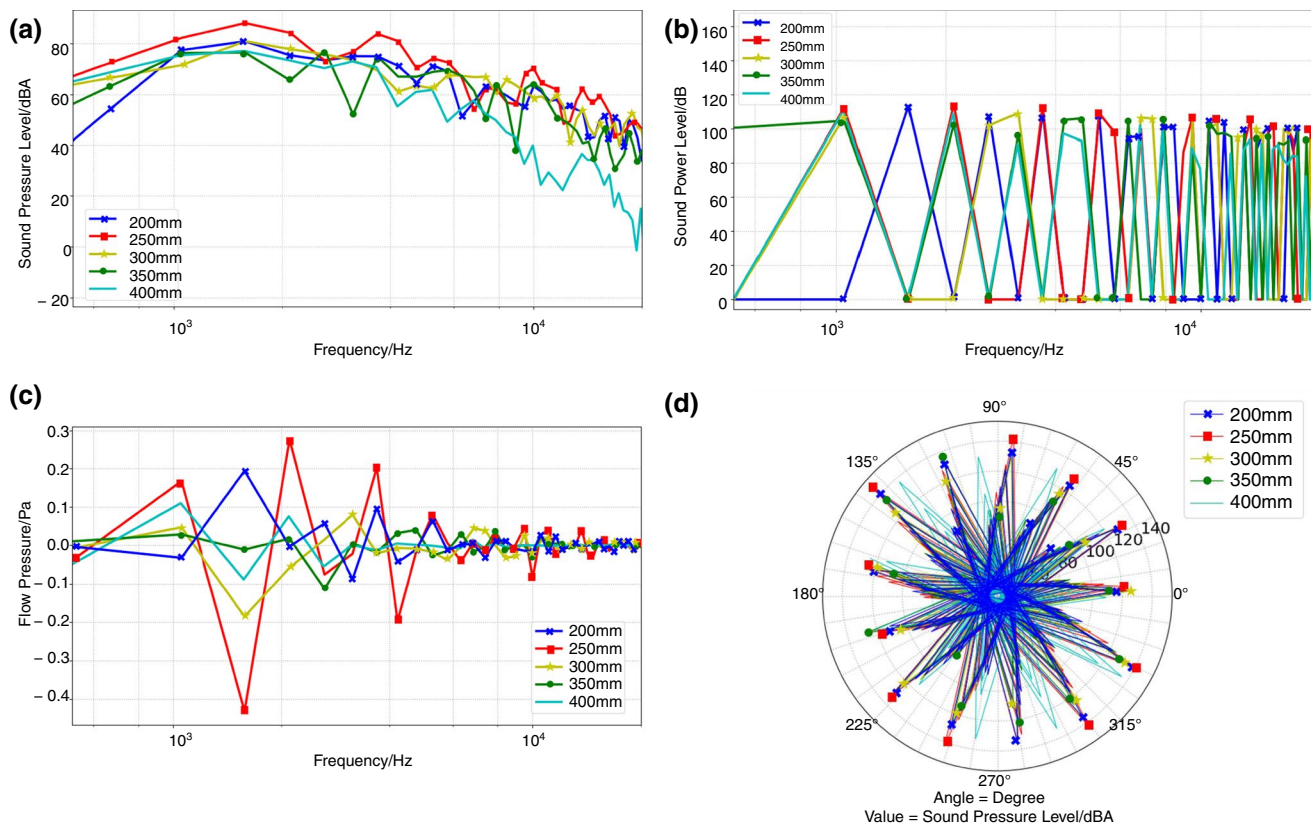 (a)
80
60
40
20
0
– 20
Sound Pressure Level/dBA
200mm
250mm
300mm
350mm
400mm
10³
10⁴
Frequency/Hz
(b)
160
140
120
100
80
60
40
20
0
Sound Power Level/dB
200mm
250mm
300mm
350mm
400mm
10³
10⁴
Frequency/Hz
(c)
0.3
0.2
0.1
0.0
– 0.1
– 0.2
– 0.3
– 0.4
Flow Pressure/Pa
200mm
250mm
300mm
350mm
400mm
10³
10⁴
Frequency/Hz
(d)
90°
135°
45°
180°
0°
225°
315°
270°
140
120
100
80
200mm
250mm
300mm
350mm
400mm
Angle = Degree
Value = Sound Pressure Level/dBA